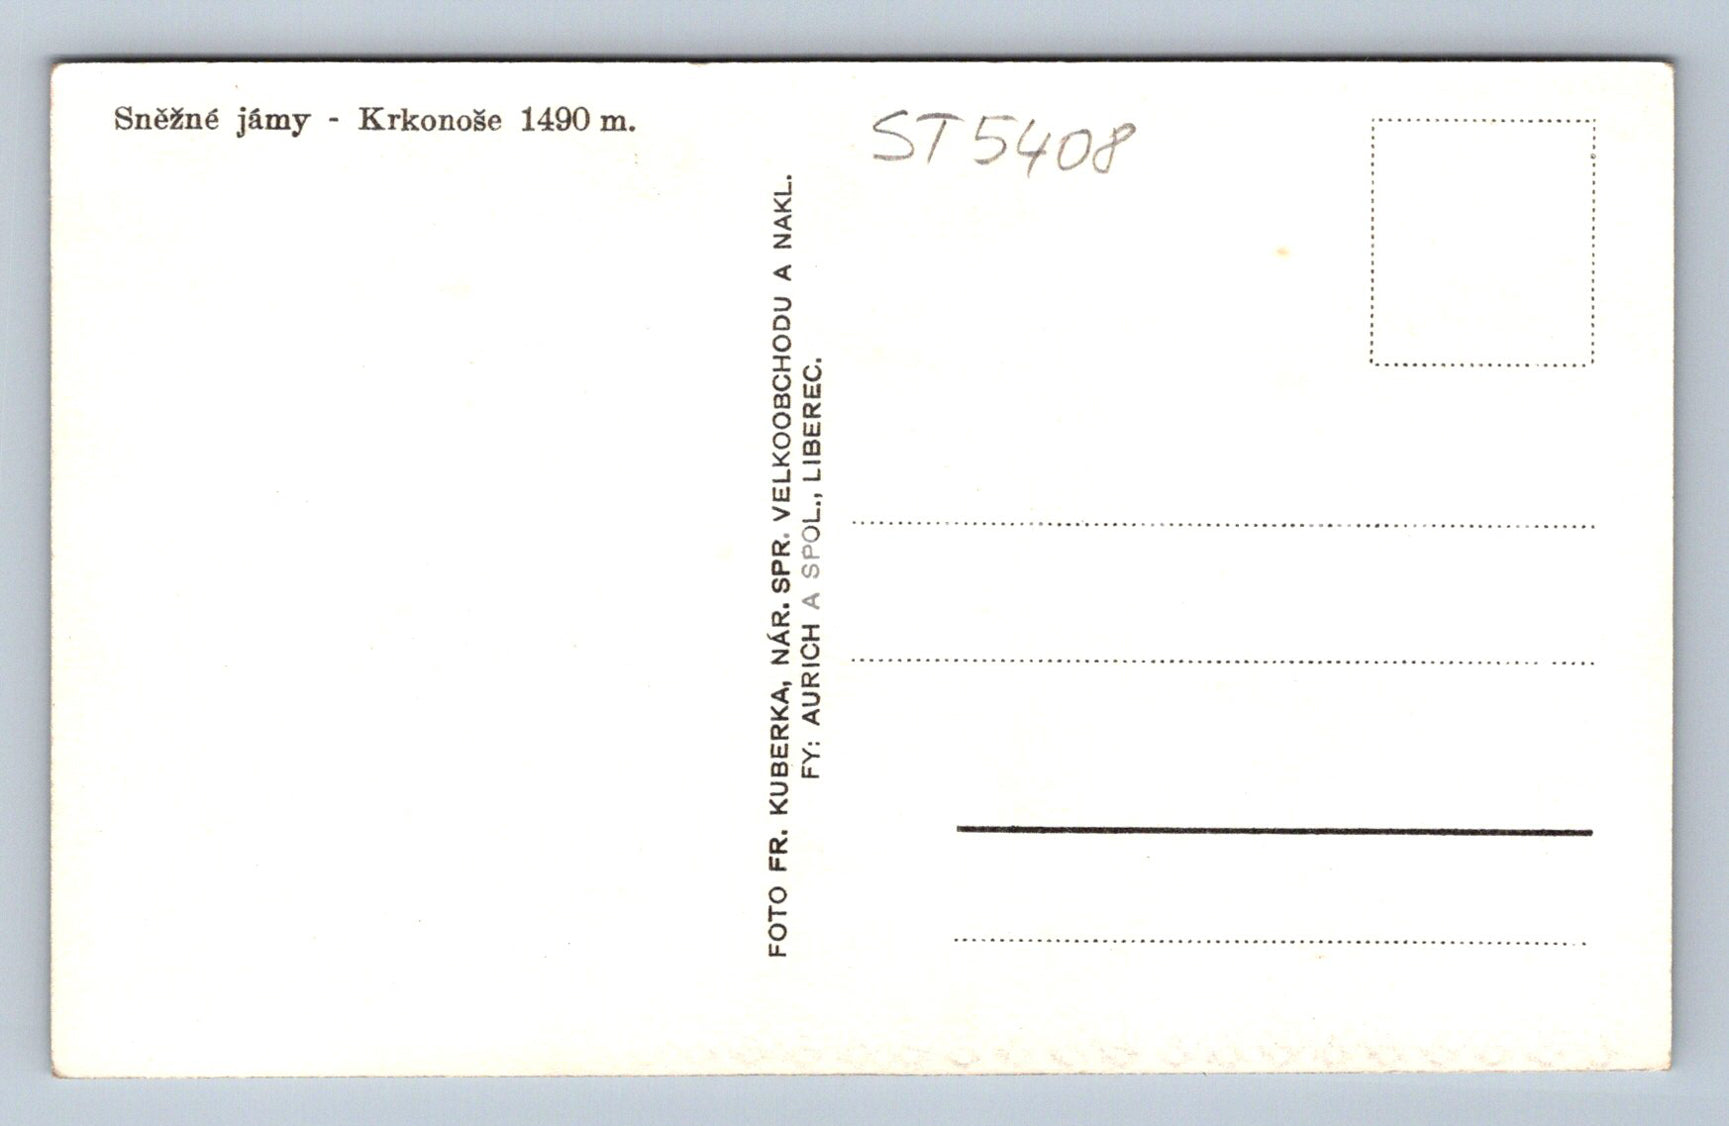 Sněžné jámy - Krkonoše 1490 m.
ST5408
FOTO FR. KUBERKA, NÁR. SPR. VELKOOBCHODU A NAKL.
FY: AURICH A SPOL., LIBEREC.